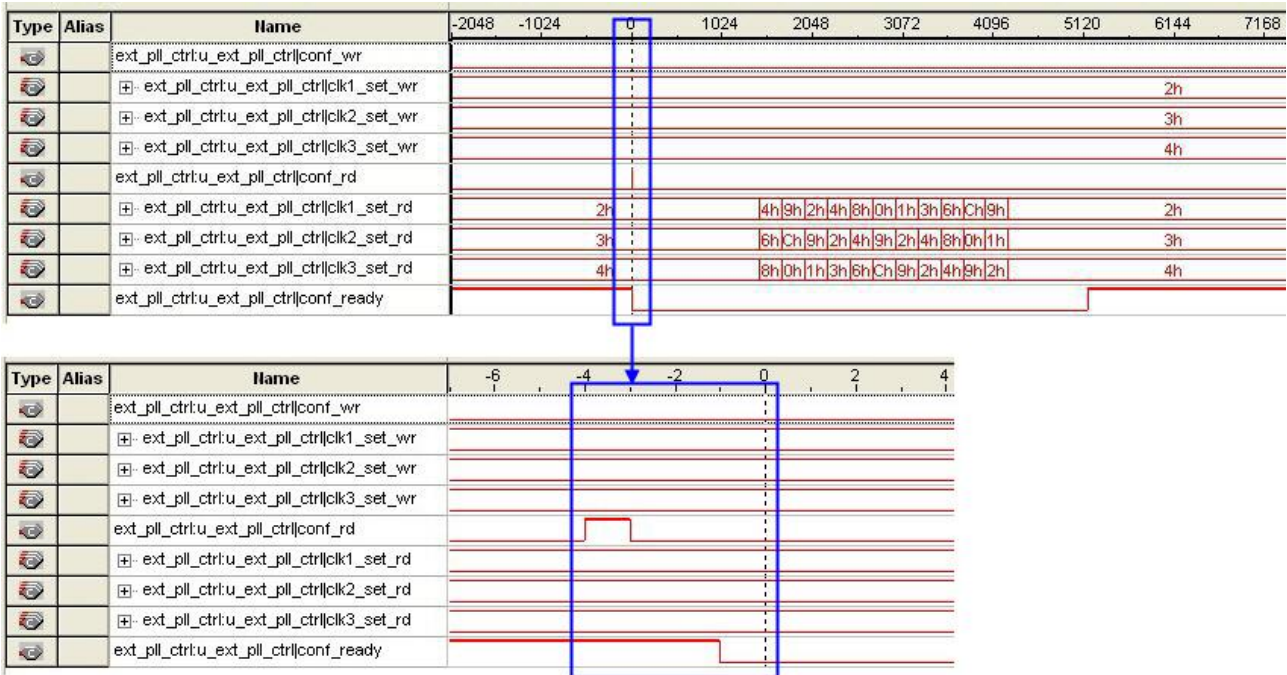 Type Alias Name -2048 -1024 0 1024 2048 3072 4096 5120 6144 7168
ext_pll_ctrl:u_ext_pll_ctrl|conf_wr
ext_pll_ctrl:u_ext_pll_ctrl|clk1_set_wr 2h
ext_pll_ctrl:u_ext_pll_ctrl|clk2_set_wr 3h
ext_pll_ctrl:u_ext_pll_ctrl|clk3_set_wr 4h
ext_pll_ctrl:u_ext_pll_ctrl|conf_rd
ext_pll_ctrl:u_ext_pll_ctrl|clk1_set_rd 2h 4h 9h 2h 4h 8h 0h 1h 3h 6h Ch 9h 2h
ext_pll_ctrl:u_ext_pll_ctrl|clk2_set_rd 3h 6h Ch 9h 2h 4h 9h 2h 4h 8h 0h 1h 3h
ext_pll_ctrl:u_ext_pll_ctrl|clk3_set_rd 4h 8h 0h 1h 3h 6h Ch 9h 2h 4h 9h 2h 4h
ext_pll_ctrl:u_ext_pll_ctrl|conf_ready
Type Alias Name -6 -4 -2 0 2 4
ext_pll_ctrl:u_ext_pll_ctrl|conf_wr
ext_pll_ctrl:u_ext_pll_ctrl|clk1_set_wr
ext_pll_ctrl:u_ext_pll_ctrl|clk2_set_wr
ext_pll_ctrl:u_ext_pll_ctrl|clk3_set_wr
ext_pll_ctrl:u_ext_pll_ctrl|conf_rd
ext_pll_ctrl:u_ext_pll_ctrl|clk1_set_rd
ext_pll_ctrl:u_ext_pll_ctrl|clk2_set_rd
ext_pll_ctrl:u_ext_pll_ctrl|clk3_set_rd
ext_pll_ctrl:u_ext_pll_ctrl|conf_ready